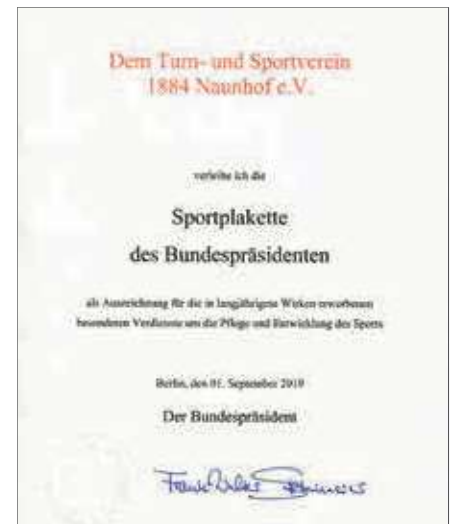 Dem Turn- und Sportverein
1884 Naunhof e.V.
verleihe ich die
Sportplakette
des Bundespräsidenten
als Auszeichnung für die in langjährigem Wirken erworbenen
besonderen Verdienste um die Pflege und Entwicklung des Sports
Berlin, den 01. September 2019
Der Bundespräsident